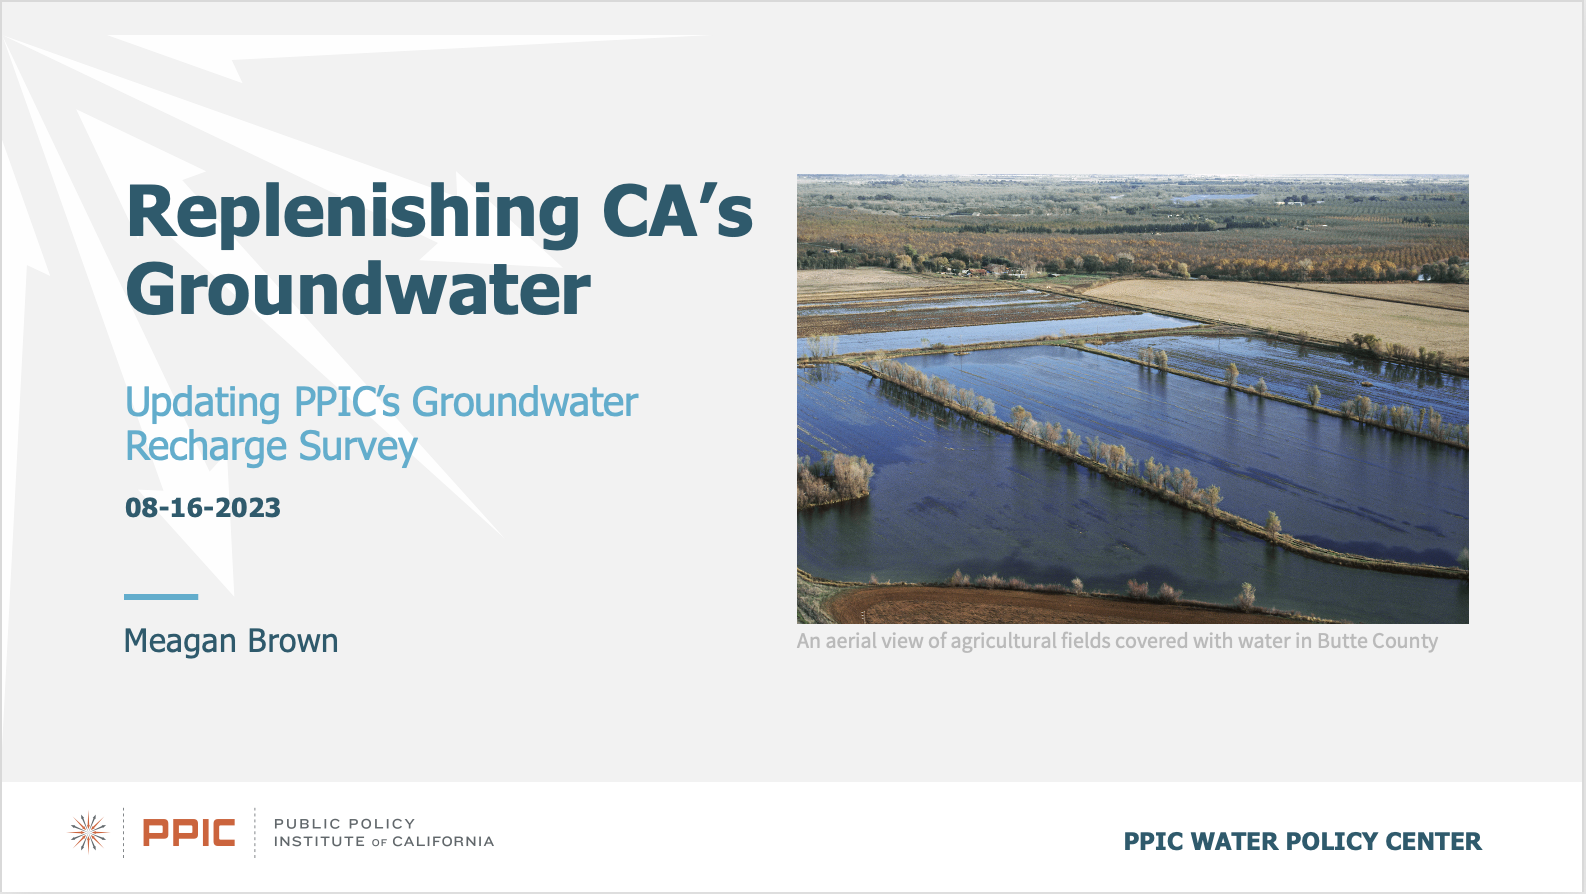 Replenishing CA’s
Groundwater
Updating PPIC’s Groundwater
Recharge Survey
08-16-2023
Meagan Brown
An aerial view of agricultural fields covered with water in Butte County
PPIC
PUBLIC POLICY
INSTITUTE OF CALIFORNIA
PPIC WATER POLICY CENTER